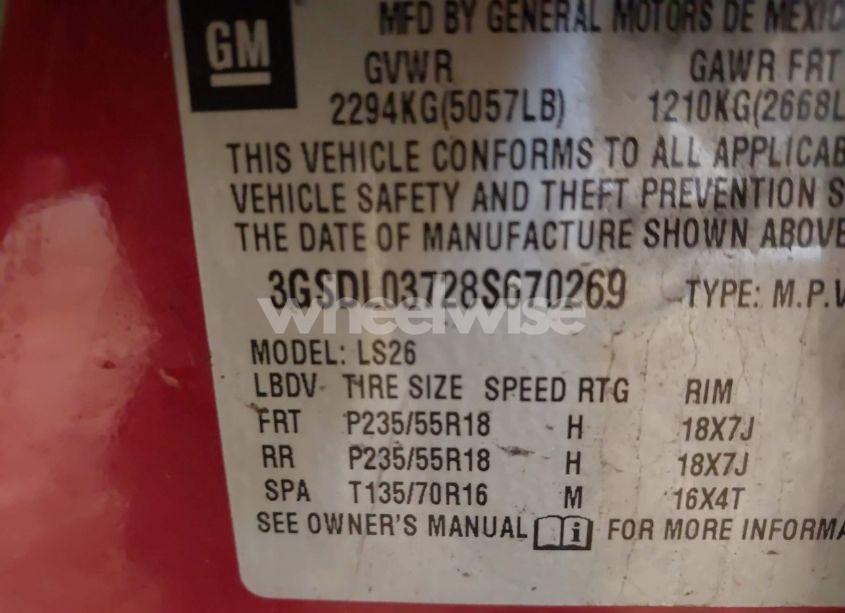 GM
MFD BY GENERAL MOTORS DE MEXICO
GVWR GAWR FRT
2294KG(5057LB) 1210KG(2668L
THIS VEHICLE CONFORMS TO ALL APPLICAB
VEHICLE SAFETY AND THEFT PREVENTION S
THE DATE OF MANUFACTURE SHOWN ABOVE
3GSDL03728S670269 TYPE: M.P.V
wheelwise
MODEL: LS26
LBDV TIRE SIZE SPEED RTG RIM
FRT P235/55R18 H 18X7J
RR P235/55R18 H 18X7J
SPA T135/70R16 M 16X4T
SEE OWNER'S MANUAL i FOR MORE INFORMA